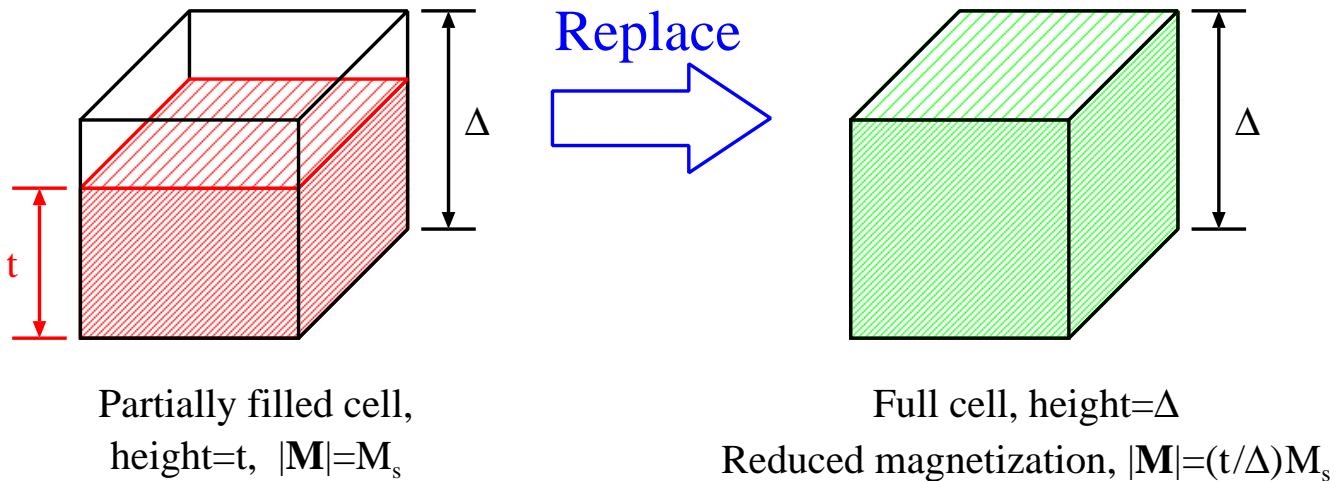 Replace
Δ
Δ
t
Partially filled cell,
height=t, |M|=Mₛ
Full cell, height=Δ
Reduced magnetization, |M|=(t/Δ)Mₛ